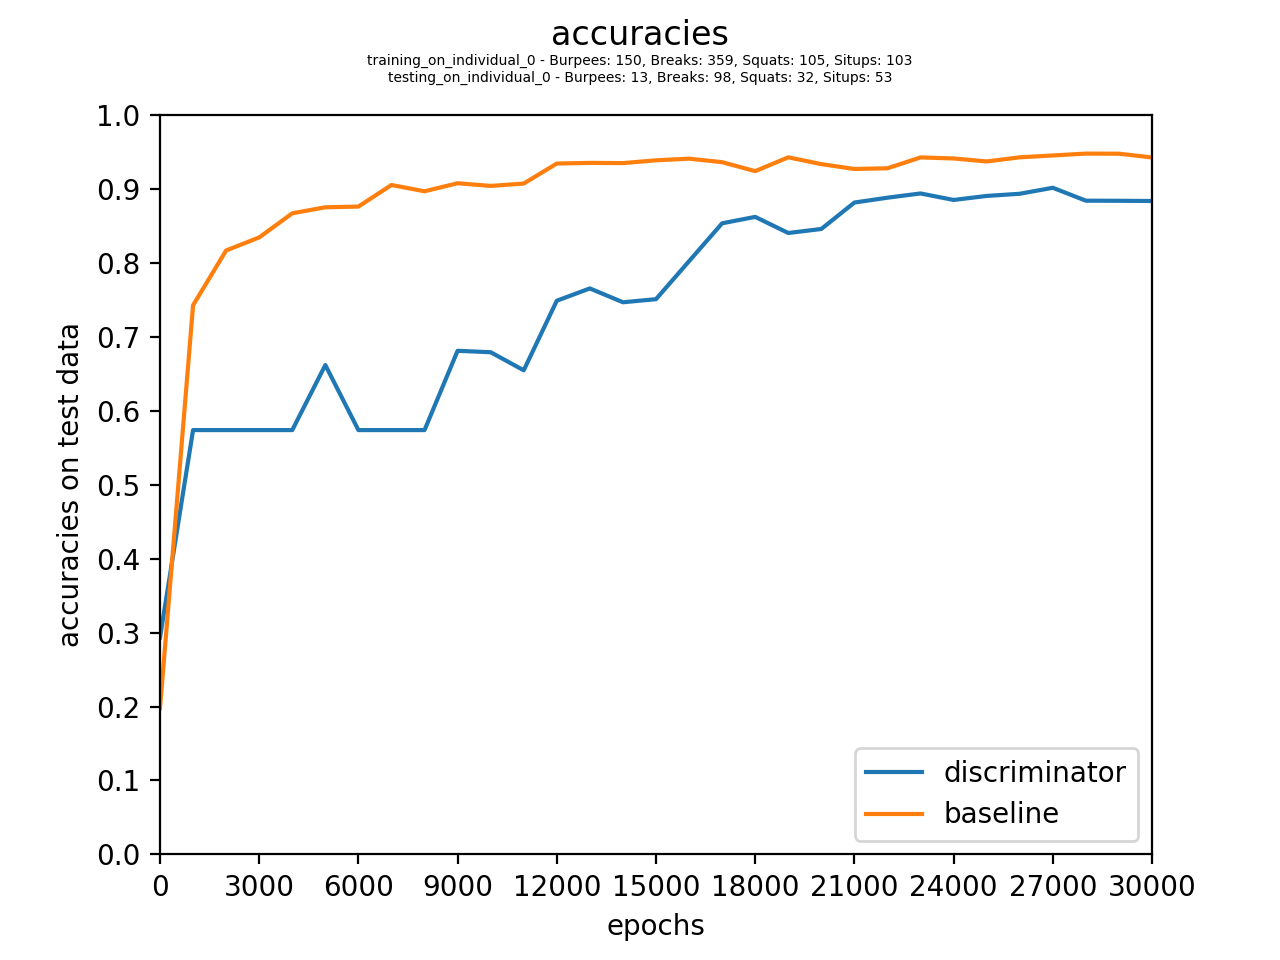 accuracies
training_on_individual_0 - Burpees: 150, Breaks: 359, Squats: 105, Situps: 103
testing_on_individual_0 - Burpees: 13, Breaks: 98, Squats: 32, Situps: 53
1.0
0.9
0.8
0.7
0.6
0.5
0.4
0.3
0.2
0.1
0.0
accuracies on test data
discriminator
baseline
0 3000 6000 9000 12000 15000 18000 21000 24000 27000 30000
epochs